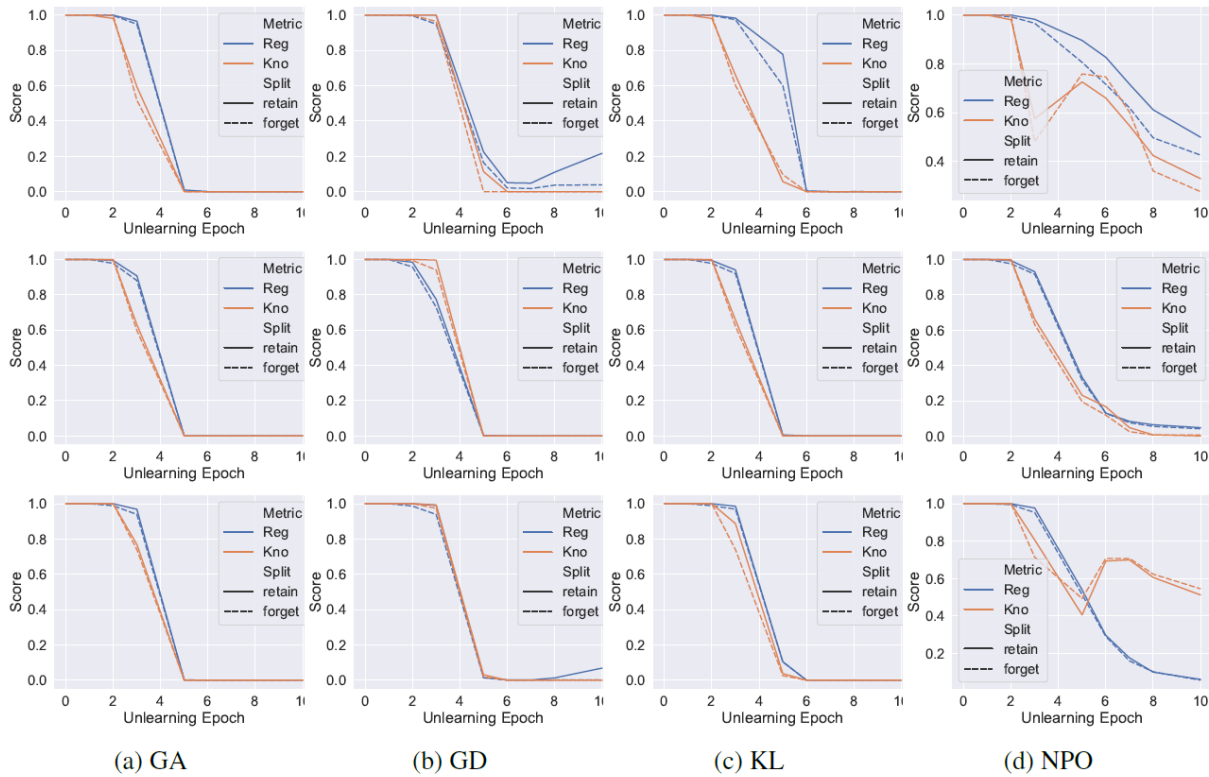 1.0
0.8
0.6
0.4
0.2
0.0
Score
0 2 4 6 8 10
Unlearning Epoch
Metric
Reg
Kno
Split
retain
forget
1.0
0.8
0.6
0.4
0.2
0.0
Score
0 2 4 6 8 10
Unlearning Epoch
Metric
Reg
Kno
Split
retain
forget
1.0
0.8
0.6
0.4
0.2
0.0
Score
0 2 4 6 8 10
Unlearning Epoch
Metric
Reg
Kno
Split
retain
forget
1.0
0.8
0.6
0.4
Score
0 2 4 6 8 10
Unlearning Epoch
Metric
Reg
Kno
Split
retain
forget
1.0
0.8
0.6
0.4
0.2
0.0
Score
0 2 4 6 8 10
Unlearning Epoch
Metric
Reg
Kno
Split
retain
forget
1.0
0.8
0.6
0.4
0.2
0.0
Score
0 2 4 6 8 10
Unlearning Epoch
Metric
Reg
Kno
Split
retain
forget
1.0
0.8
0.6
0.4
0.2
0.0
Score
0 2 4 6 8 10
Unlearning Epoch
Metric
Reg
Kno
Split
retain
forget
1.0
0.8
0.6
0.4
0.2
0.0
Score
0 2 4 6 8 10
Unlearning Epoch
Metric
Reg
Kno
Split
retain
forget
1.0
0.8
0.6
0.4
0.2
0.0
Score
0 2 4 6 8 10
Unlearning Epoch
Metric
Reg
Kno
Split
retain
forget
1.0
0.8
0.6
0.4
0.2
0.0
Score
0 2 4 6 8 10
Unlearning Epoch
Metric
Reg
Kno
Split
retain
forget
1.0
0.8
0.6
0.4
0.2
0.0
Score
0 2 4 6 8 10
Unlearning Epoch
Metric
Reg
Kno
Split
retain
forget
1.0
0.8
0.6
0.4
0.2
Score
0 2 4 6 8 10
Unlearning Epoch
Metric
Reg
Kno
Split
retain
forget
(a) GA
(b) GD
(c) KL
(d) NPO